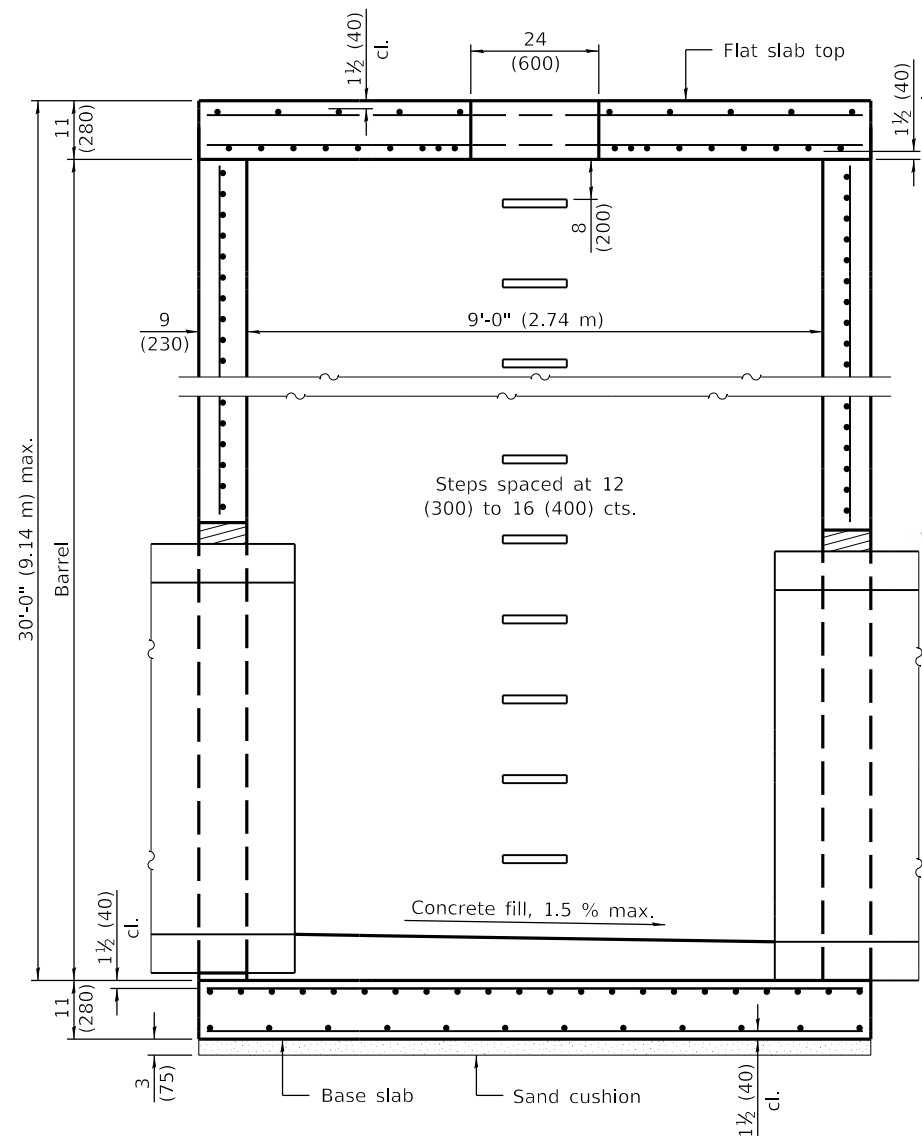 1½ (40)
cl.
24
(600)
Flat slab top
1½ (40)
11
(280)
8
(200)
9
(230)
9'-0" (2.74 m)
30'-0" (9.14 m) max.
Barrel
Steps spaced at 12
(300) to 16 (400) cts.
Concrete fill, 1.5 % max.
1½ (40)
cl.
11
(280)
3
(75)
Base slab
Sand cushion
1½ (40)
cl.